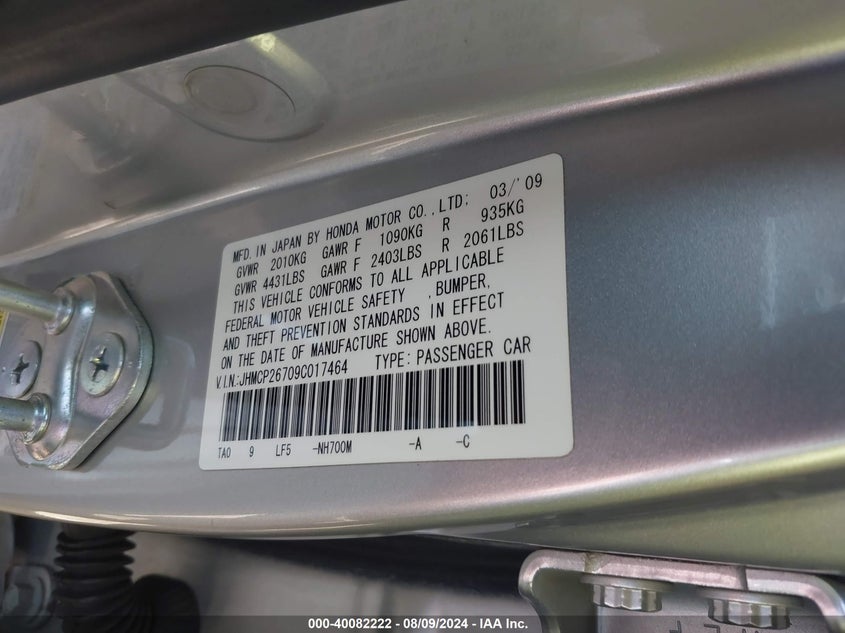 MFD. IN JAPAN BY HONDA MOTOR CO., LTD: 03/'09
GVWR 2010KG GAWR F 1090KG R 935KG
GVWR 4431LBS GAWR F 2403LBS R 2061LBS
THIS VEHICLE CONFORMS TO ALL APPLICABLE
FEDERAL MOTOR VEHICLE SAFETY ,BUMPER,
AND THEFT PREVENTION STANDARDS IN EFFECT
ON THE DATE OF MANUFACTURE SHOWN ABOVE.
V.I.N:JHMCP26709C017464 TYPE: PASSENGER CAR
TA0 9 LF5 -NH700M -A -C
000-40082222 - 08/09/2024 - IAA Inc.